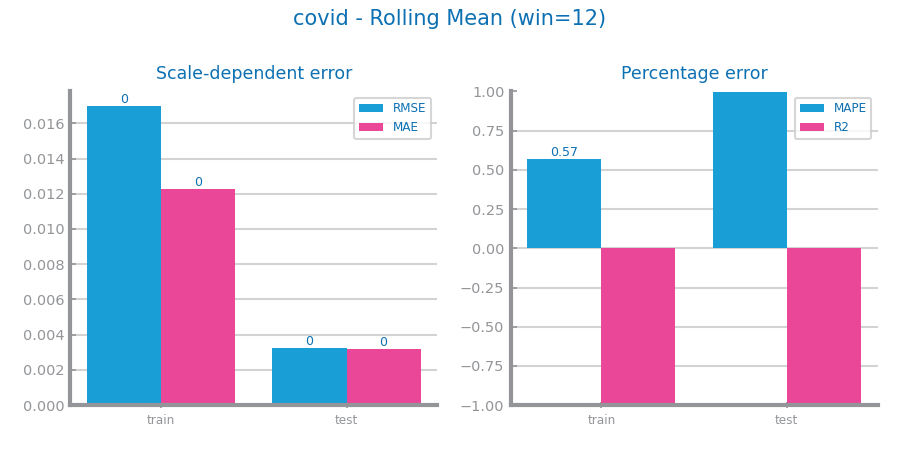 covid - Rolling Mean (win=12)
Scale-dependent error
0.016
0.014
0.012
0.010
0.008
0.006
0.004
0.002
0.000
0
0
0
0
RMSE
MAE
train
test
Percentage error
1.00
0.75
0.50
0.25
0.00
−0.25
−0.50
−0.75
−1.00
0.57
MAPE
R2
train
test